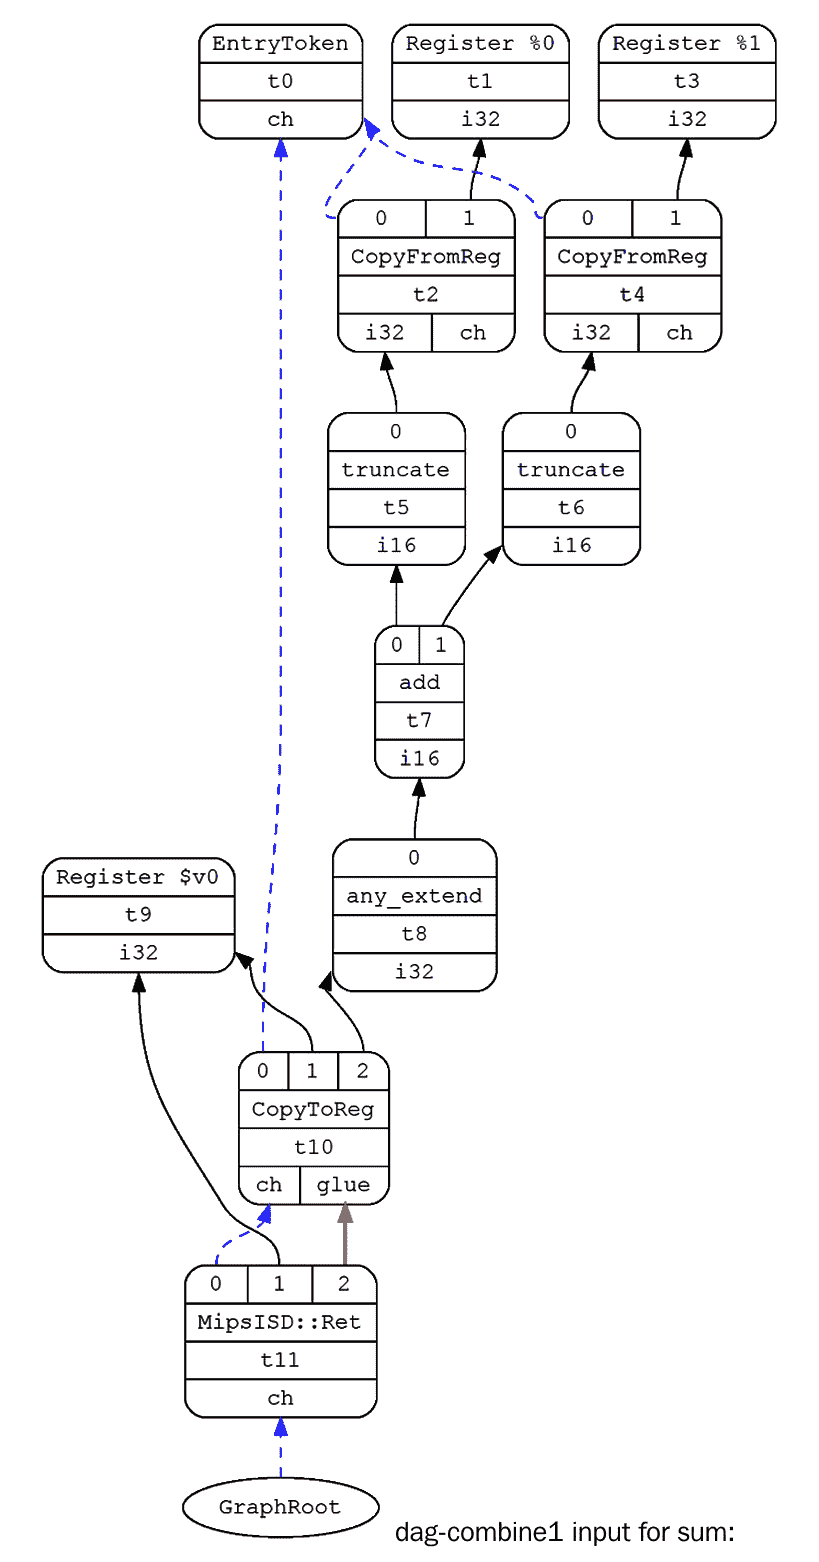 EntryToken
t0
ch
Register %0
t1
i32
Register %1
t3
i32
0 1
CopyFromReg
t2
i32 ch
0 1
CopyFromReg
t4
i32 ch
0
truncate
t5
i16
0
truncate
t6
i16
0 1
add
t7
i16
0
any_extend
t8
i32
Register $v0
t9
i32
0 1 2
CopyToReg
t10
ch glue
0 1 2
MipsISD::Ret
t11
ch
GraphRoot
dag-combine1 input for sum: